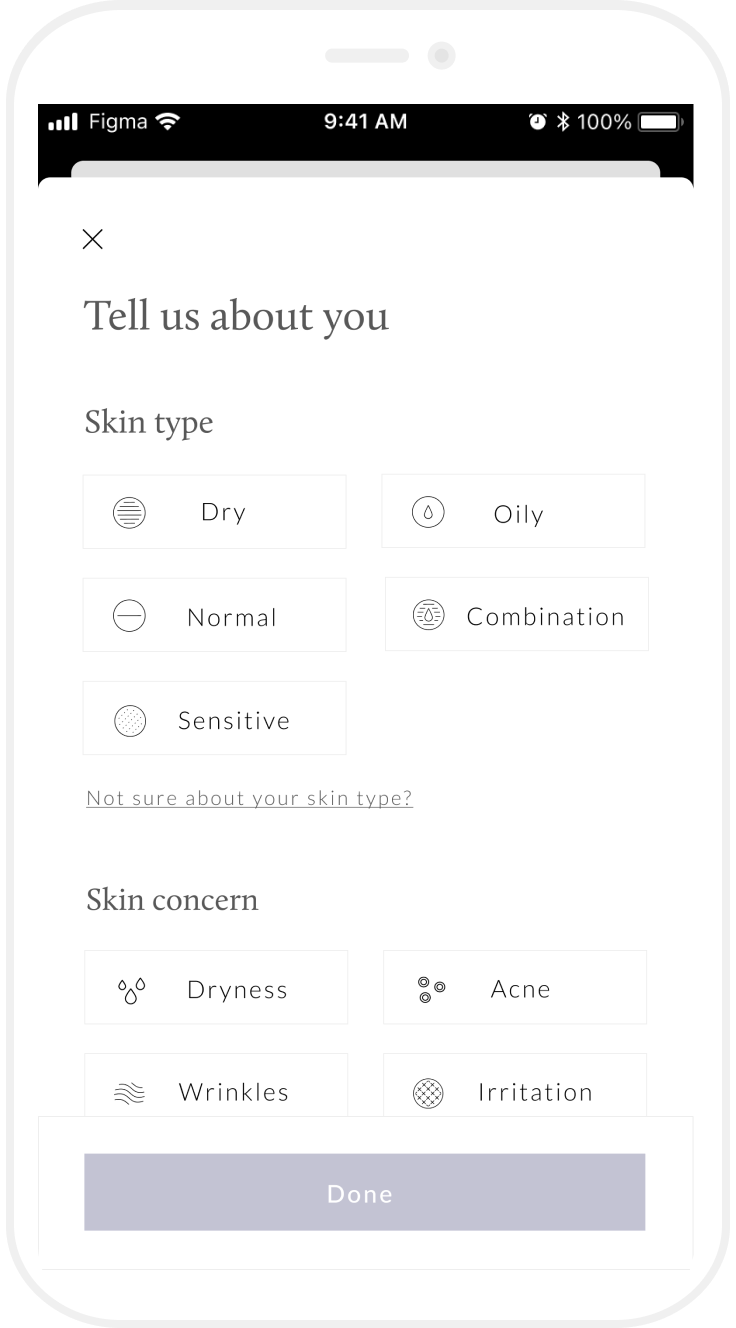 Figma 9:41 AM 100%
Tell us about you
Skin type
Dry Oily
Normal Combination
Sensitive
Not sure about your skin type?
Skin concern
Dryness Acne
Wrinkles Irritation
Done